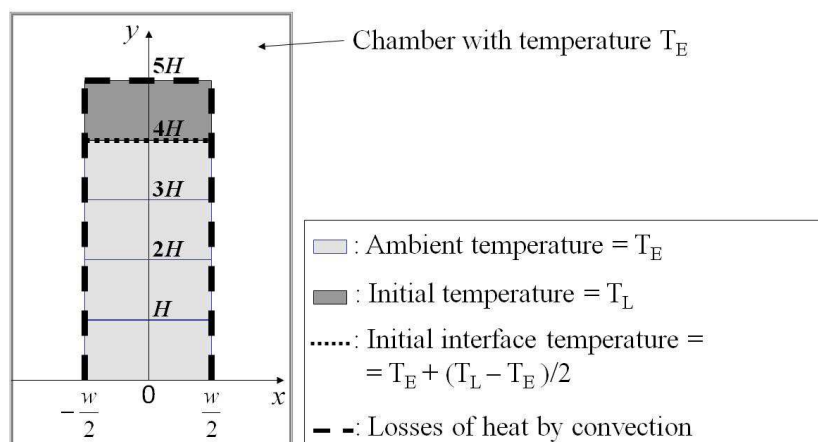 y
Chamber with temperature T_E
5H
4H
3H
2H
H
-w/2 0 w/2 x
: Ambient temperature = T_E
: Initial temperature = T_L
: Initial interface temperature =
= T_E + (T_L – T_E )/2
: Losses of heat by convection